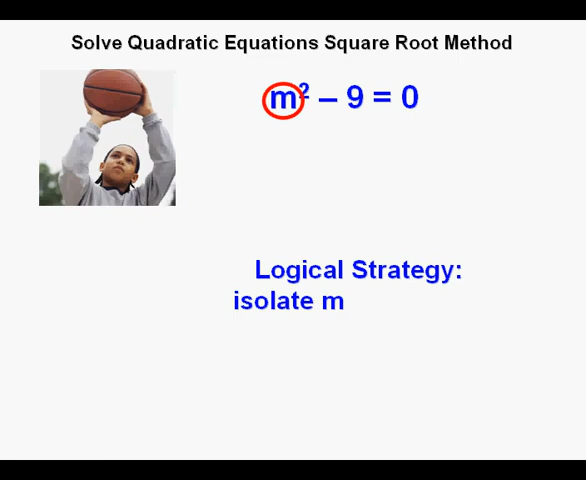 Solve Quadratic Equations Square Root Method
m² – 9 = 0
Logical Strategy:
isolate m